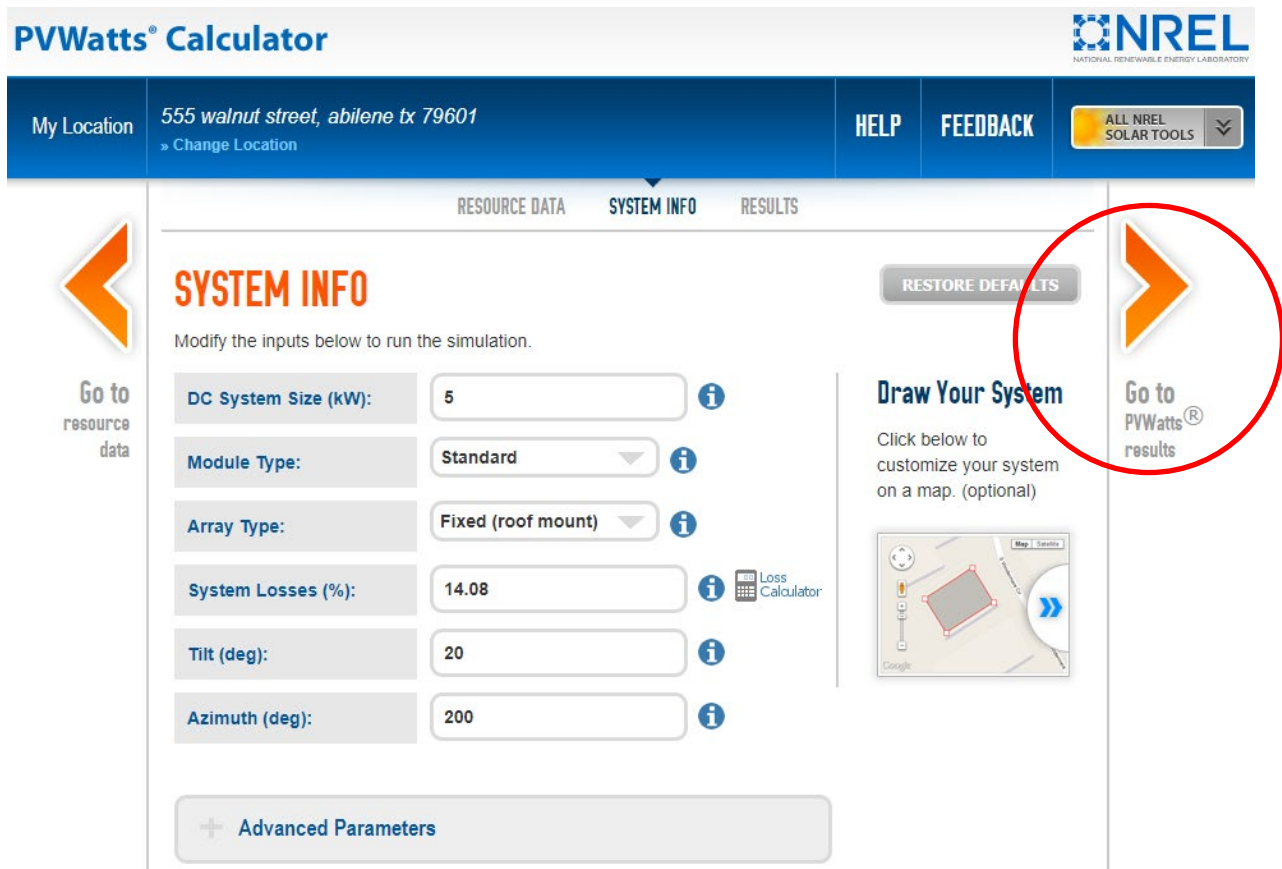 PVWatts® Calculator
NREL
NATIONAL RENEWABLE ENERGY LABORATORY
My Location
555 walnut street, abilene tx 79601
» Change Location
HELP
FEEDBACK
ALL NREL
SOLAR TOOLS
RESOURCE DATA
SYSTEM INFO
RESULTS
Go to
resource
data
SYSTEM INFO
RESTORE DEFAULTS
Modify the inputs below to run the simulation.
DC System Size (kW):
5
Module Type:
Standard
Array Type:
Fixed (roof mount)
System Losses (%):
14.08
Loss
Calculator
Tilt (deg):
20
Azimuth (deg):
200
Advanced Parameters
Draw Your System
Click below to
customize your system
on a map. (optional)
Map
Satellite
Google
Go to
PVWatts®
results